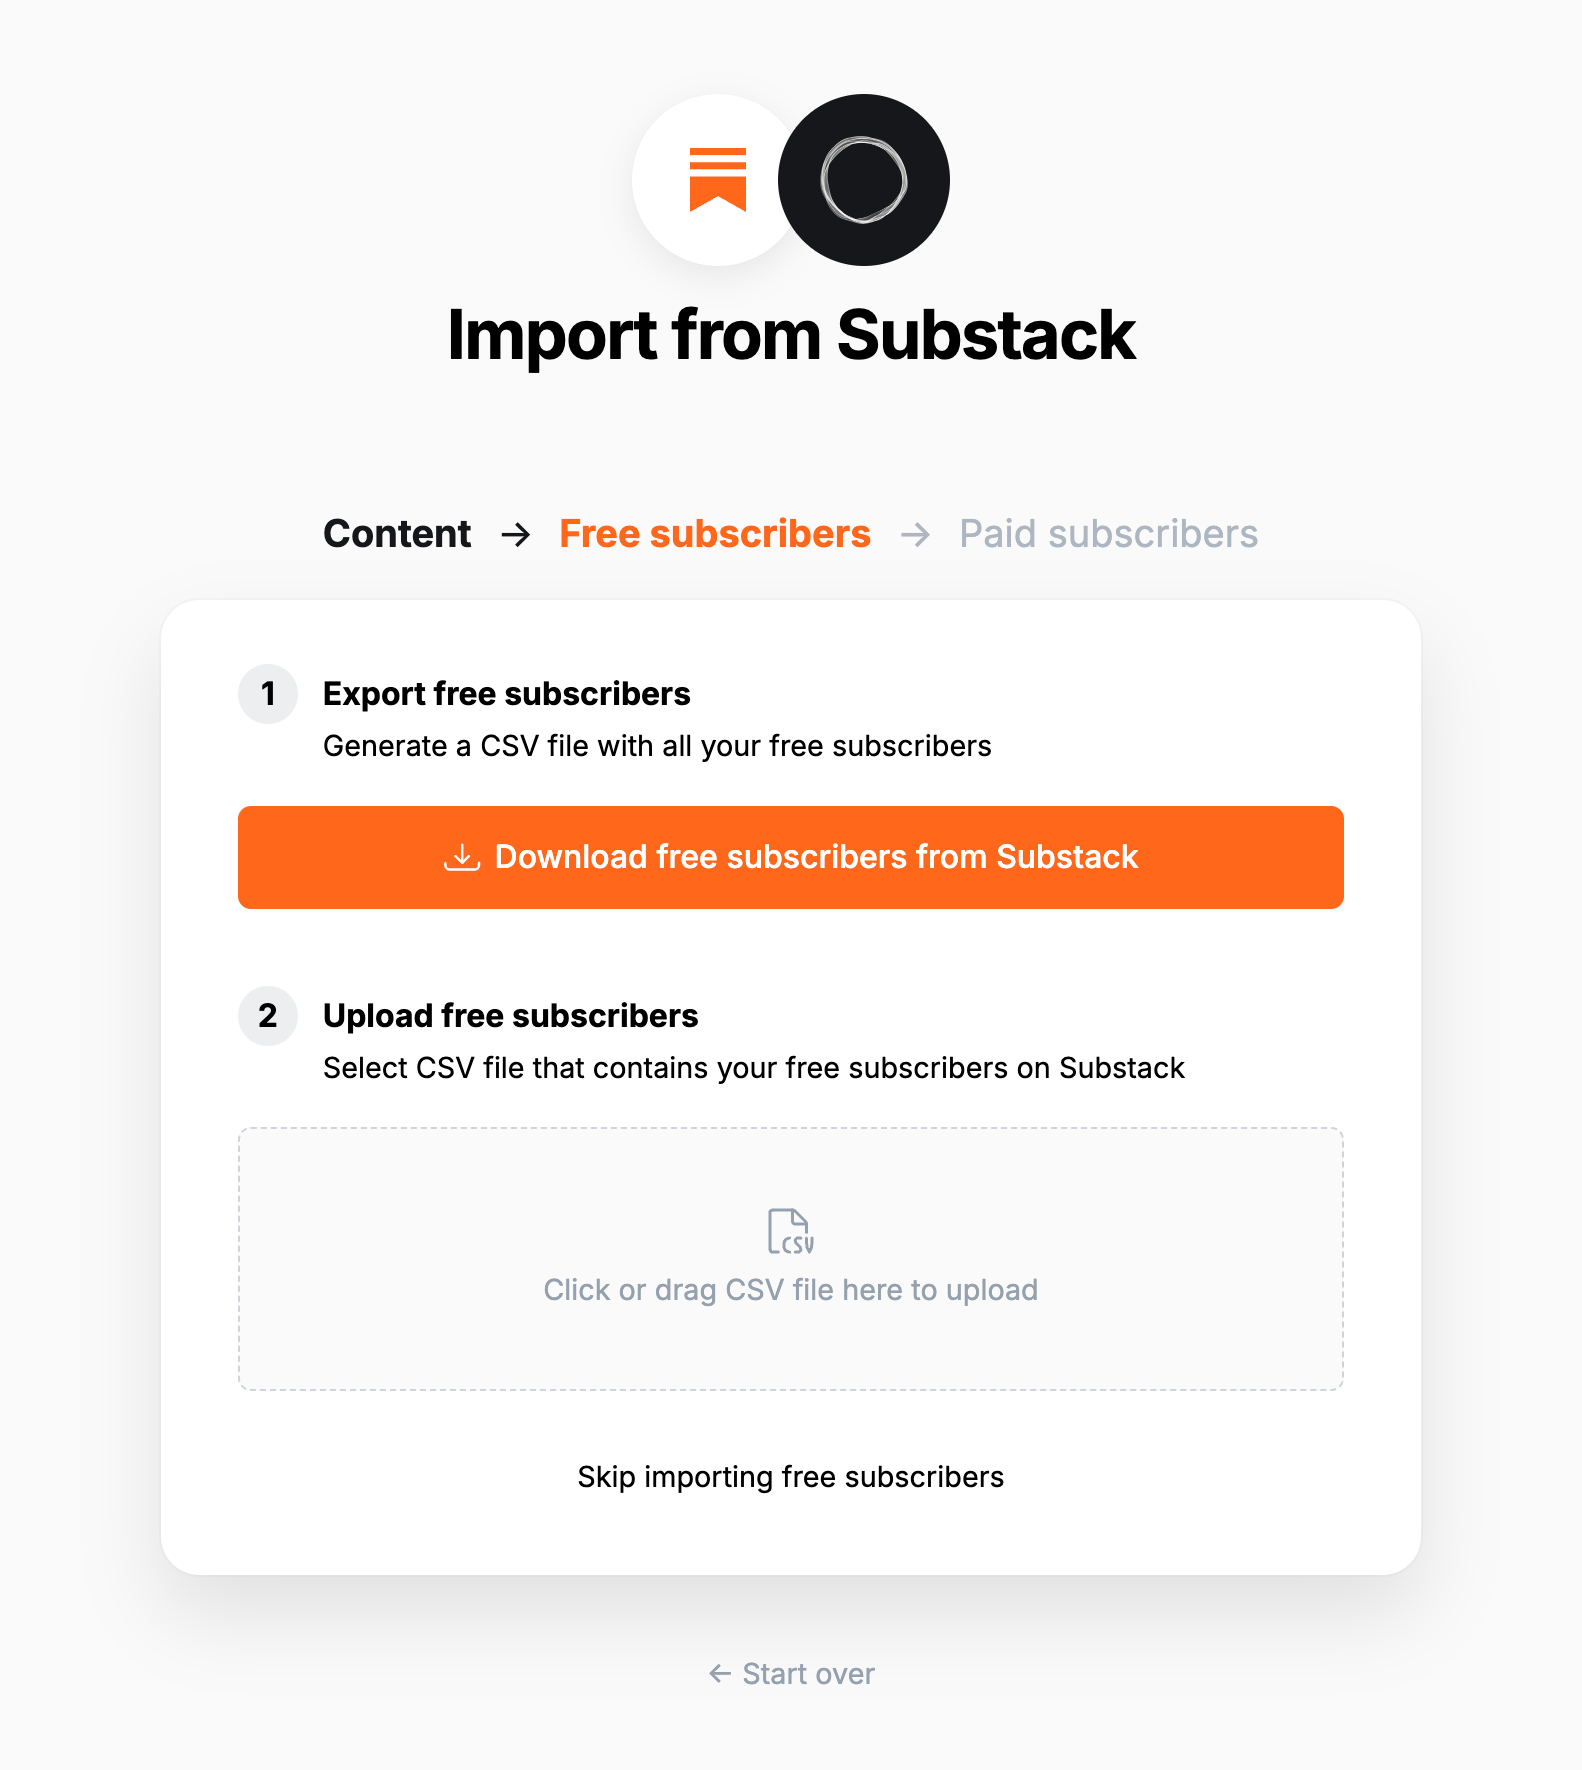 Import from Substack
Content → Free subscribers → Paid subscribers
1 Export free subscribers
Generate a CSV file with all your free subscribers
Download free subscribers from Substack
2 Upload free subscribers
Select CSV file that contains your free subscribers on Substack
CSV
Click or drag CSV file here to upload
Skip importing free subscribers
← Start over